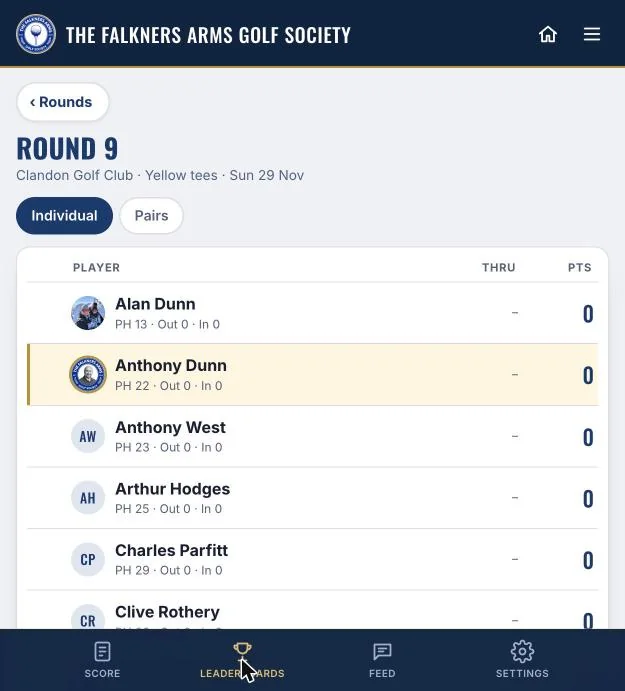 THE FALKNERS ARMS GOLF SOCIETY
‹ Rounds
ROUND 9
Clandon Golf Club · Yellow tees · Sun 29 Nov
Individual Pairs
PLAYER THRU PTS
Alan Dunn
PH 13 · Out 0 · In 0
– 0
Anthony Dunn
PH 22 · Out 0 · In 0
– 0
AW
Anthony West
PH 23 · Out 0 · In 0
– 0
AH
Arthur Hodges
PH 25 · Out 0 · In 0
– 0
CP
Charles Parfitt
PH 29 · Out 0 · In 0
– 0
CR
Clive Rothery
– 0
SCORE LEADERBOARDS FEED SETTINGS